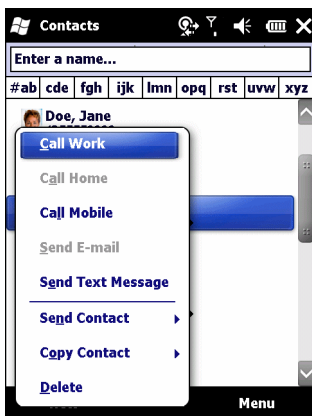 Contacts
Enter a name...
#ab cde fgh ijk lmn opq rst uvw xyz
Doe, Jane
Call Work
Call Home
Call Mobile
Send E-mail
Send Text Message
Send Contact
Copy Contact
Delete
Menu